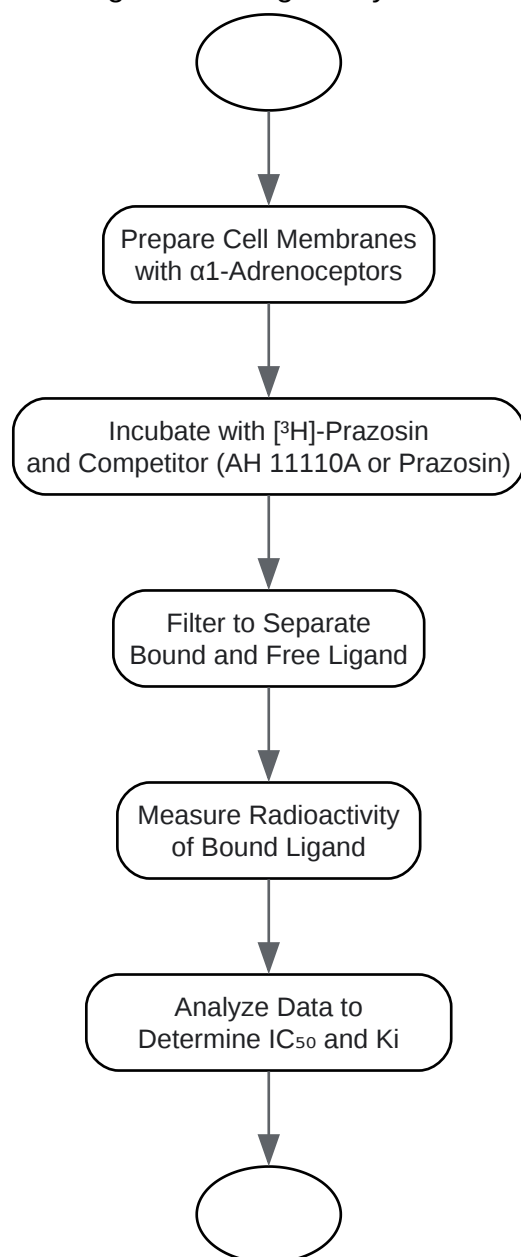 Prepare Cell Membranes
with α1-Adrenoceptors
Incubate with [³H]-Prazosin
and Competitor (AH 11110A or Prazosin)
Filter to Separate
Bound and Free Ligand
Measure Radioactivity
of Bound Ligand
Analyze Data to
Determine IC₅₀ and Ki